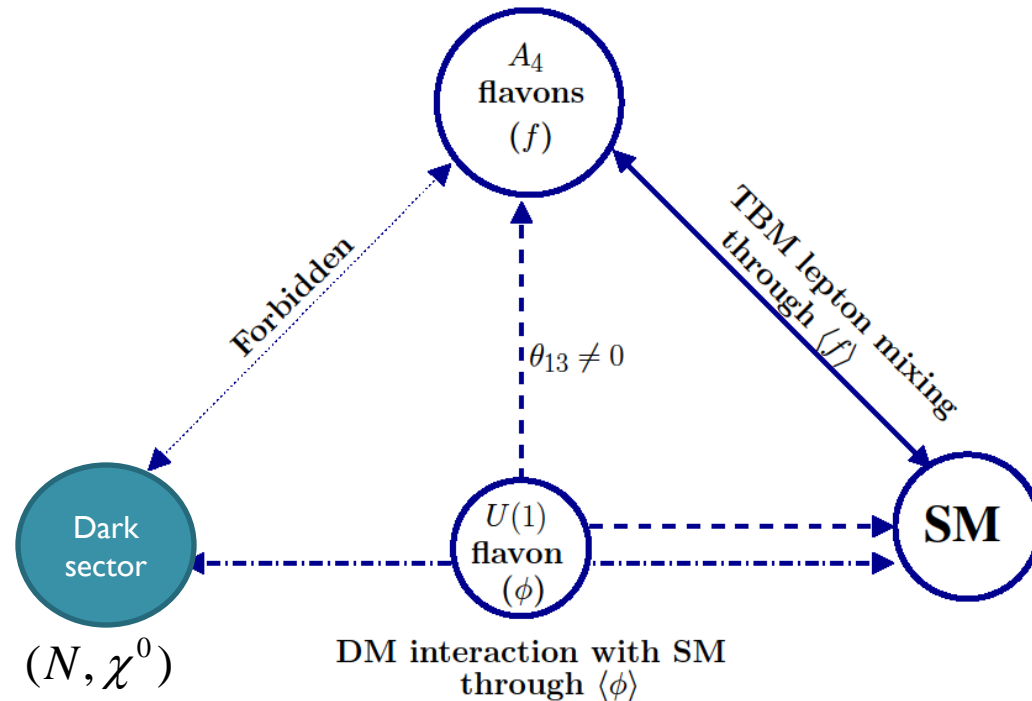 A₄
flavons
(f)
Forbidden
TBM lepton mixing
through ⟨f⟩
θ₁₃ ≠ 0
Dark
sector
U(1)
flavon
(ϕ)
SM
(N, χ⁰)
DM interaction with SM
through ⟨ϕ⟩